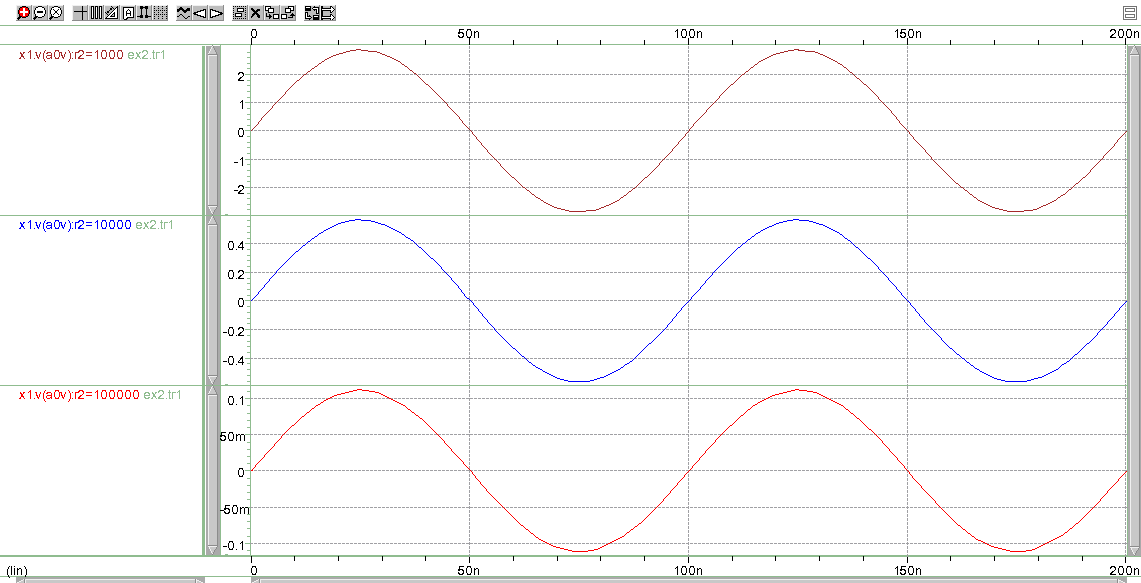 A
0 50n 100n 150n 200n
x1.v(a0v):r2=1000 ex2.tr1
2
1
0
-1
-2
x1.v(a0v):r2=10000 ex2.tr1
0.4
0.2
0
-0.2
-0.4
x1.v(a0v):r2=100000 ex2.tr1
0.1
50m
0
-50m
-0.1
(lin) 0 50n 100n 150n 200n